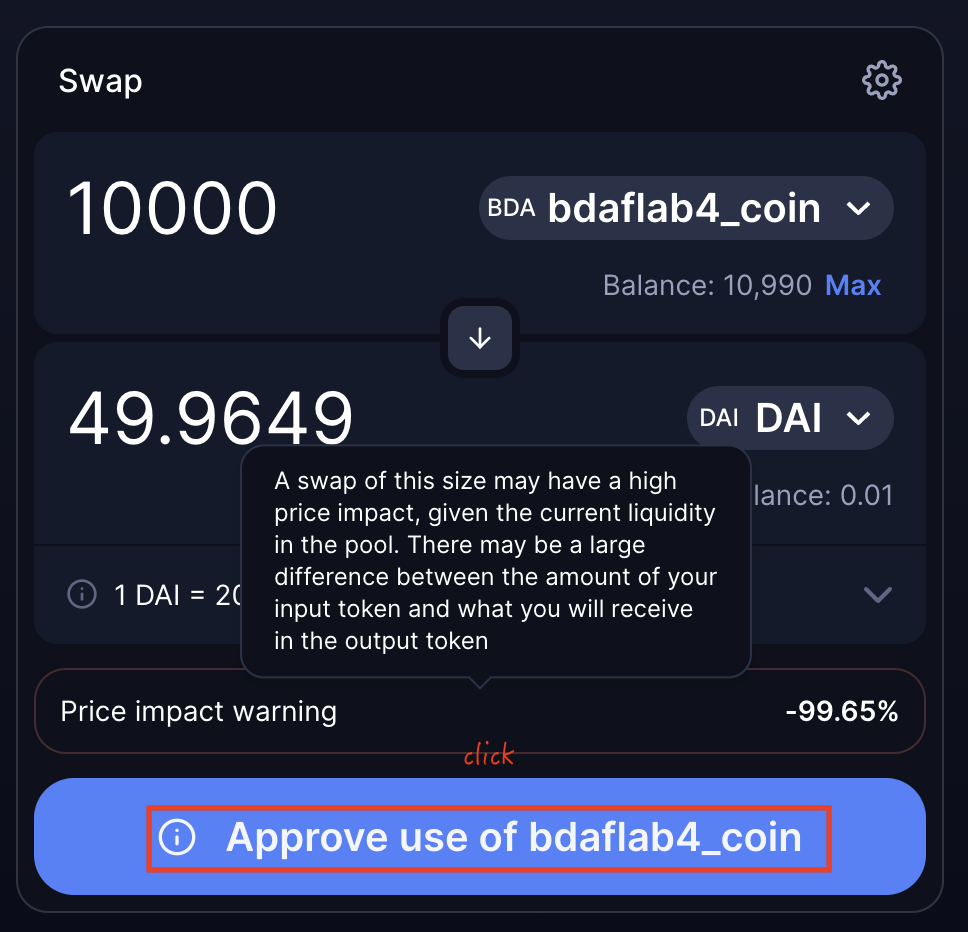 Swap
10000
BDA bdaflab4_coin
Balance: 10,990 Max
49.9649
DAI DAI
lance: 0.01
A swap of this size may have a high
price impact, given the current liquidity
in the pool. There may be a large
difference between the amount of your
input token and what you will receive
in the output token
1 DAI = 20
Price impact warning -99.65%
click
Approve use of bdaflab4_coin